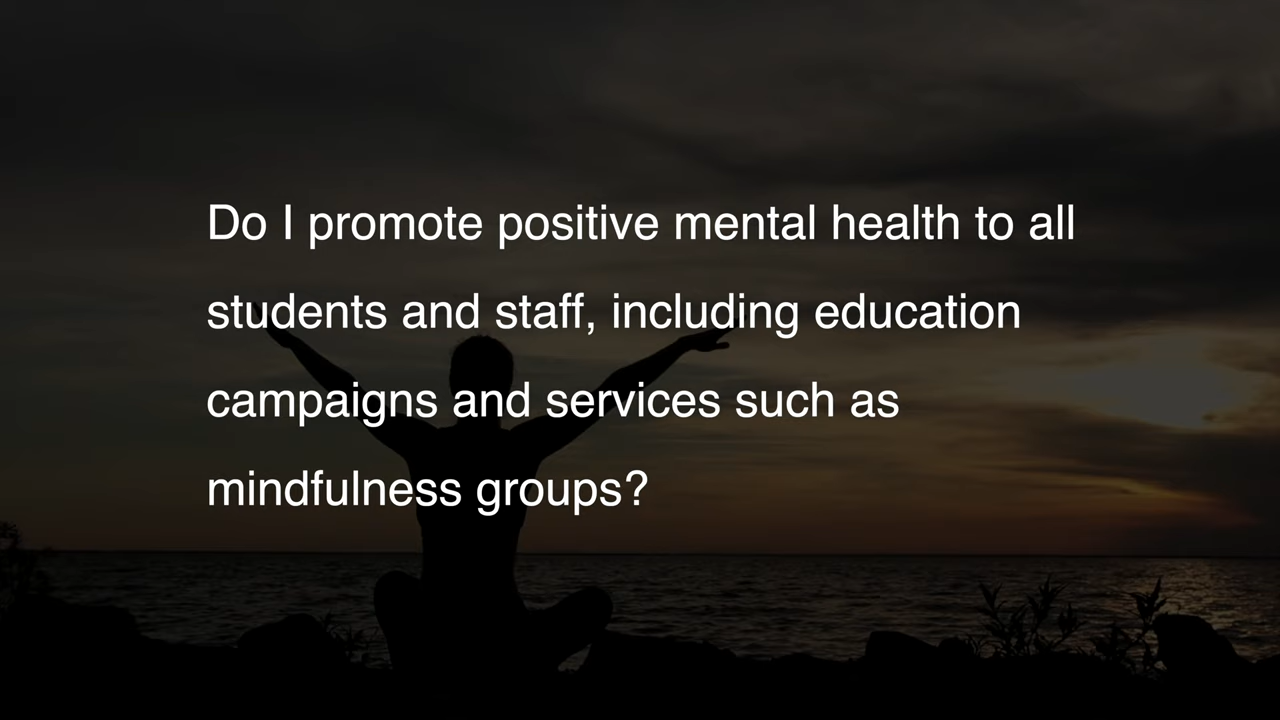 Do I promote positive mental health to all
students and staff, including education
campaigns and services such as
mindfulness groups?